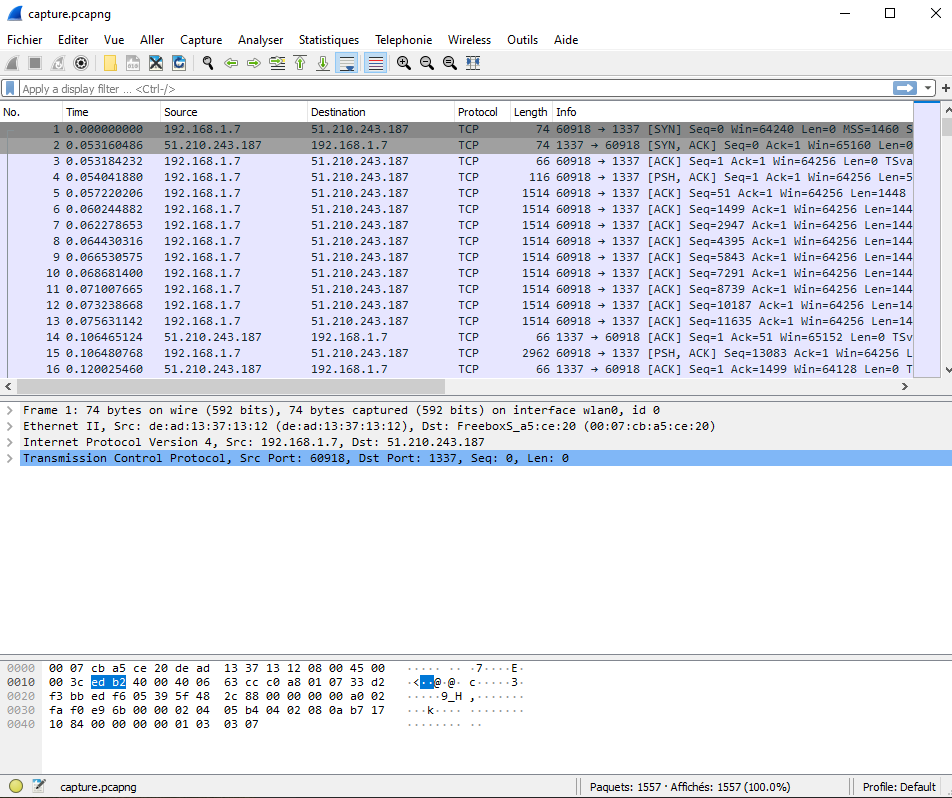 capture.pcapng
Fichier Editer Vue Aller Capture Analyser Statistiques Telephonie Wireless Outils Aide
Apply a display filter ... <Ctrl-/>
No. Time Source Destination Protocol Length Info
1 0.000000000 192.168.1.7 51.210.243.187 TCP 74 60918 → 1337 [SYN] Seq=0 Win=64240 Len=0 MSS=1460 S
2 0.053160486 51.210.243.187 192.168.1.7 TCP 74 1337 → 60918 [SYN, ACK] Seq=0 Ack=1 Win=65160 Len=0
3 0.053184232 192.168.1.7 51.210.243.187 TCP 66 60918 → 1337 [ACK] Seq=1 Ack=1 Win=64256 Len=0 TSva
4 0.054041880 192.168.1.7 51.210.243.187 TCP 116 60918 → 1337 [PSH, ACK] Seq=1 Ack=1 Win=64256 Len=5
5 0.057220206 192.168.1.7 51.210.243.187 TCP 1514 60918 → 1337 [ACK] Seq=51 Ack=1 Win=64256 Len=1448
6 0.060244882 192.168.1.7 51.210.243.187 TCP 1514 60918 → 1337 [ACK] Seq=1499 Ack=1 Win=64256 Len=144
7 0.062278653 192.168.1.7 51.210.243.187 TCP 1514 60918 → 1337 [ACK] Seq=2947 Ack=1 Win=64256 Len=144
8 0.064430316 192.168.1.7 51.210.243.187 TCP 1514 60918 → 1337 [ACK] Seq=4395 Ack=1 Win=64256 Len=144
9 0.066530575 192.168.1.7 51.210.243.187 TCP 1514 60918 → 1337 [ACK] Seq=5843 Ack=1 Win=64256 Len=144
10 0.068681400 192.168.1.7 51.210.243.187 TCP 1514 60918 → 1337 [ACK] Seq=7291 Ack=1 Win=64256 Len=144
11 0.071007665 192.168.1.7 51.210.243.187 TCP 1514 60918 → 1337 [ACK] Seq=8739 Ack=1 Win=64256 Len=144
12 0.073238668 192.168.1.7 51.210.243.187 TCP 1514 60918 → 1337 [ACK] Seq=10187 Ack=1 Win=64256 Len=14
13 0.075631142 192.168.1.7 51.210.243.187 TCP 1514 60918 → 1337 [ACK] Seq=11635 Ack=1 Win=64256 Len=14
14 0.106465124 51.210.243.187 192.168.1.7 TCP 66 1337 → 60918 [ACK] Seq=1 Ack=51 Win=65152 Len=0 TSv
15 0.106480768 192.168.1.7 51.210.243.187 TCP 2962 60918 → 1337 [PSH, ACK] Seq=13083 Ack=1 Win=64256 L
16 0.120025460 51.210.243.187 192.168.1.7 TCP 66 1337 → 60918 [ACK] Seq=1 Ack=1499 Win=64128 Len=0 T
Frame 1: 74 bytes on wire (592 bits), 74 bytes captured (592 bits) on interface wlan0, id 0
Ethernet II, Src: de:ad:13:37:13:12 (de:ad:13:37:13:12), Dst: FreeboxS_a5:ce:20 (00:07:cb:a5:ce:20)
Internet Protocol Version 4, Src: 192.168.1.7, Dst: 51.210.243.187
Transmission Control Protocol, Src Port: 60918, Dst Port: 1337, Seq: 0, Len: 0
0000 00 07 cb a5 ce 20 de ad 13 37 13 12 08 00 45 00 ····· ·· ·7····E·
0010 00 3c ed b2 40 00 40 06 63 cc c0 a8 01 07 33 d2 ·<··@·@· c·····3·
0020 f3 bb ed f6 05 39 5f 48 2c 88 00 00 00 00 a0 02 ·····9_H ,·······
0030 fa f0 e9 6b 00 00 02 04 05 b4 04 02 08 0a b7 17 ···k···· ········
0040 10 84 00 00 00 00 01 03 03 07 ········ ··
capture.pcapng Paquets: 1557 · Affichés: 1557 (100.0%) Profile: Default